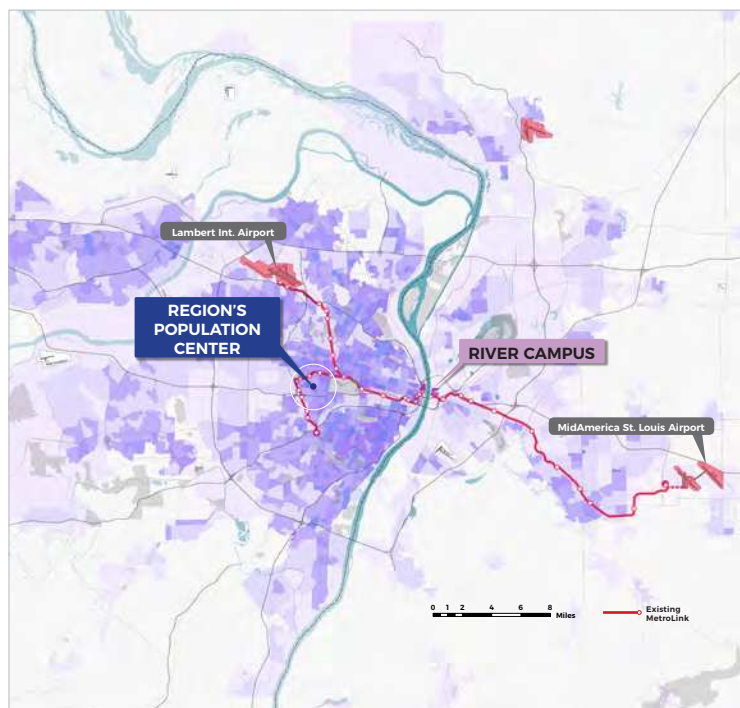 Lambert Int. Airport
REGION'S
POPULATION
CENTER
RIVER CAMPUS
MidAmerica St. Louis Airport
0 1 2 4 6 8
Miles
Existing
MetroLink